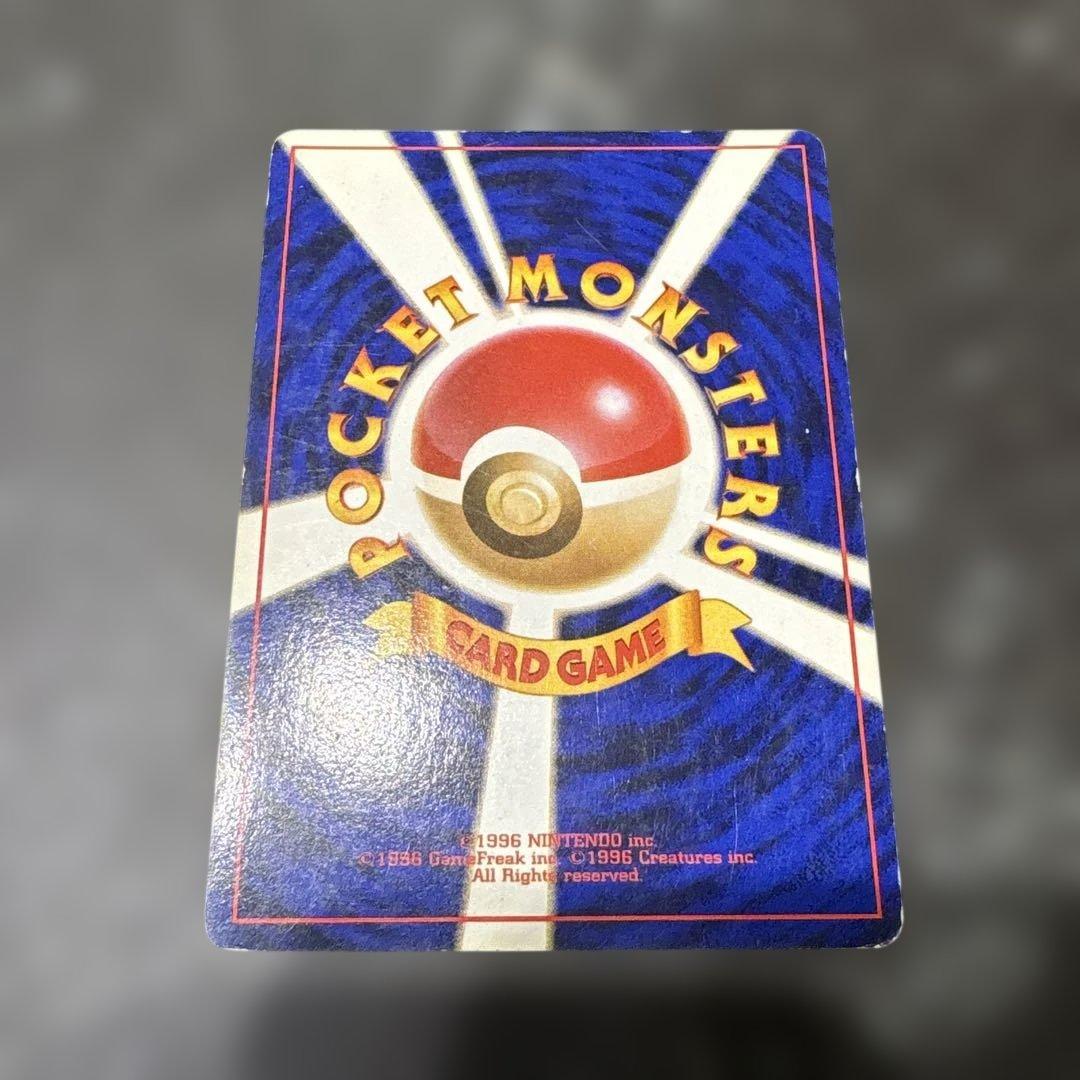 POCKET MONSTERS
CARD GAME
©1996 NINTENDO inc.
©1996 GameFreak inc. ©1996 Creatures inc.
All Rights reserved.